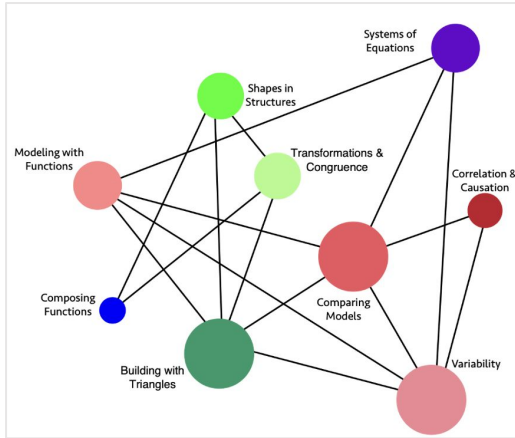 Systems of
Equations
Shapes in
Structures
Modeling with
Functions
Transformations &
Congruence
Correlation &
Causation
Composing
Functions
Comparing
Models
Building with
Triangles
Variability